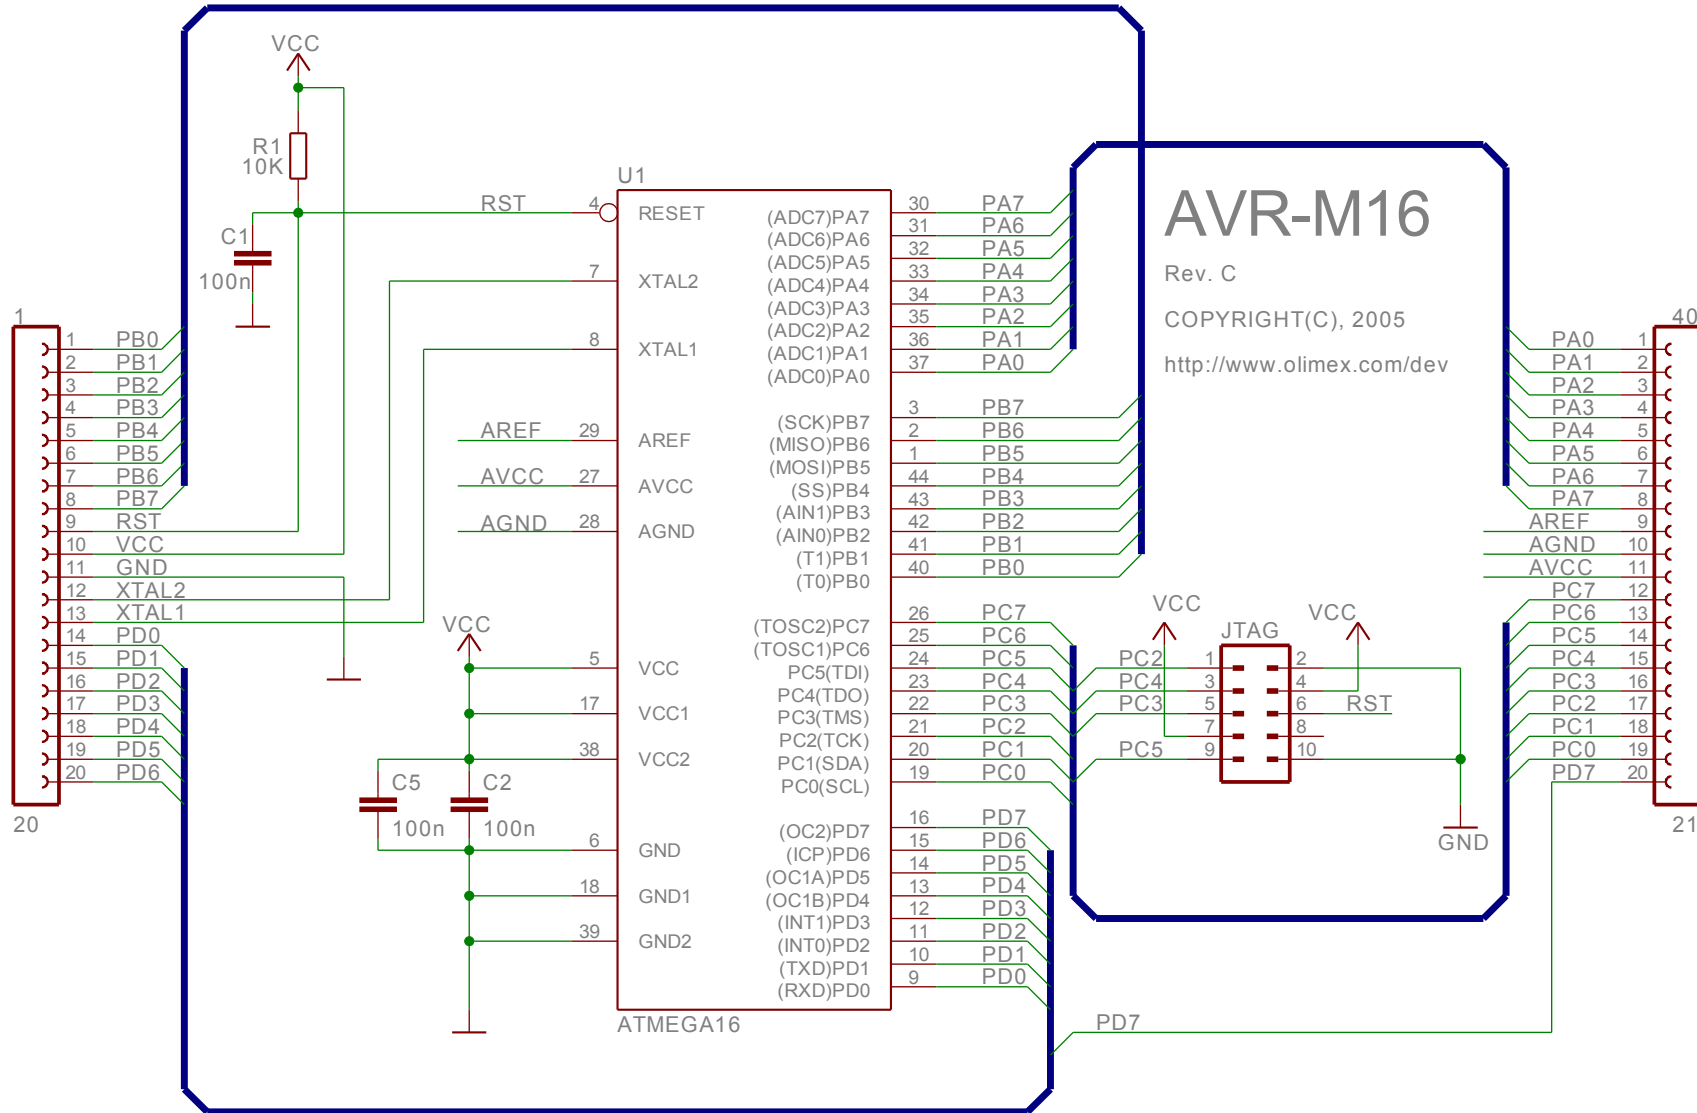 VCC
R1
10K
C1
100n
1
1 PB0
2 PB1
3 PB2
4 PB3
5 PB4
6 PB5
7 PB6
8 PB7
9 RST
10 VCC
11 GND
12 XTAL2
13 XTAL1
14 PD0
15 PD1
16 PD2
17 PD3
18 PD4
19 PD5
20 PD6
20
U1
RST 4 RESET
7 XTAL2
8 XTAL1
AREF 29 AREF
AVCC 27 AVCC
AGND 28 AGND
VCC
5 VCC
17 VCC1
38 VCC2
C5
100n
C2
100n
6 GND
18 GND1
39 GND2
(ADC7)PA7 30 PA7
(ADC6)PA6 31 PA6
(ADC5)PA5 32 PA5
(ADC4)PA4 33 PA4
(ADC3)PA3 34 PA3
(ADC2)PA2 35 PA2
(ADC1)PA1 36 PA1
(ADC0)PA0 37 PA0
(SCK)PB7 3 PB7
(MISO)PB6 2 PB6
(MOSI)PB5 1 PB5
(SS)PB4 44 PB4
(AIN1)PB3 43 PB3
(AIN0)PB2 42 PB2
(T1)PB1 41 PB1
(T0)PB0 40 PB0
(TOSC2)PC7 26 PC7
(TOSC1)PC6 25 PC6
PC5(TDI) 24 PC5
PC4(TDO) 23 PC4
PC3(TMS) 22 PC3
PC2(TCK) 21 PC2
PC1(SDA) 20 PC1
PC0(SCL) 19 PC0
(OC2)PD7 16 PD7
(ICP)PD6 15 PD6
(OC1A)PD5 14 PD5
(OC1B)PD4 13 PD4
(INT1)PD3 12 PD3
(INT0)PD2 11 PD2
(TXD)PD1 10 PD1
(RXD)PD0 9 PD0
ATMEGA16
AVR-M16
Rev. C
COPYRIGHT(C), 2005
http://www.olimex.com/dev
VCC
VCC
JTAG
PC2 1 2
PC4 3 4
PC3 5 6 RST
7 8
PC5 9 10
GND
PD7
40
PA0 1
PA1 2
PA2 3
PA3 4
PA4 5
PA5 6
PA6 7
PA7 8
AREF 9
AGND 10
AVCC 11
PC7 12
PC6 13
PC5 14
PC4 15
PC3 16
PC2 17
PC1 18
PC0 19
PD7 20
21